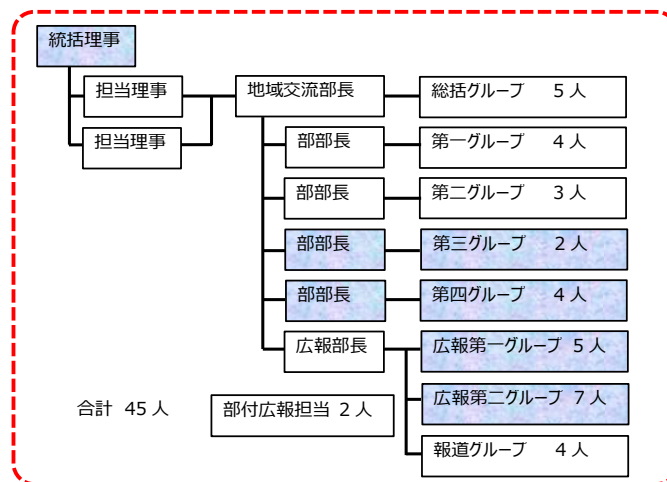 統括理事
担当理事
地域交流部長
総括グループ 5人
担当理事
部部長
第一グループ 4人
部部長
第二グループ 3人
部部長
第三グループ 2人
部部長
第四グループ 4人
広報部長
広報第一グループ 5人
広報第二グループ 7人
合計 45人
部付広報担当 2人
報道グループ 4人